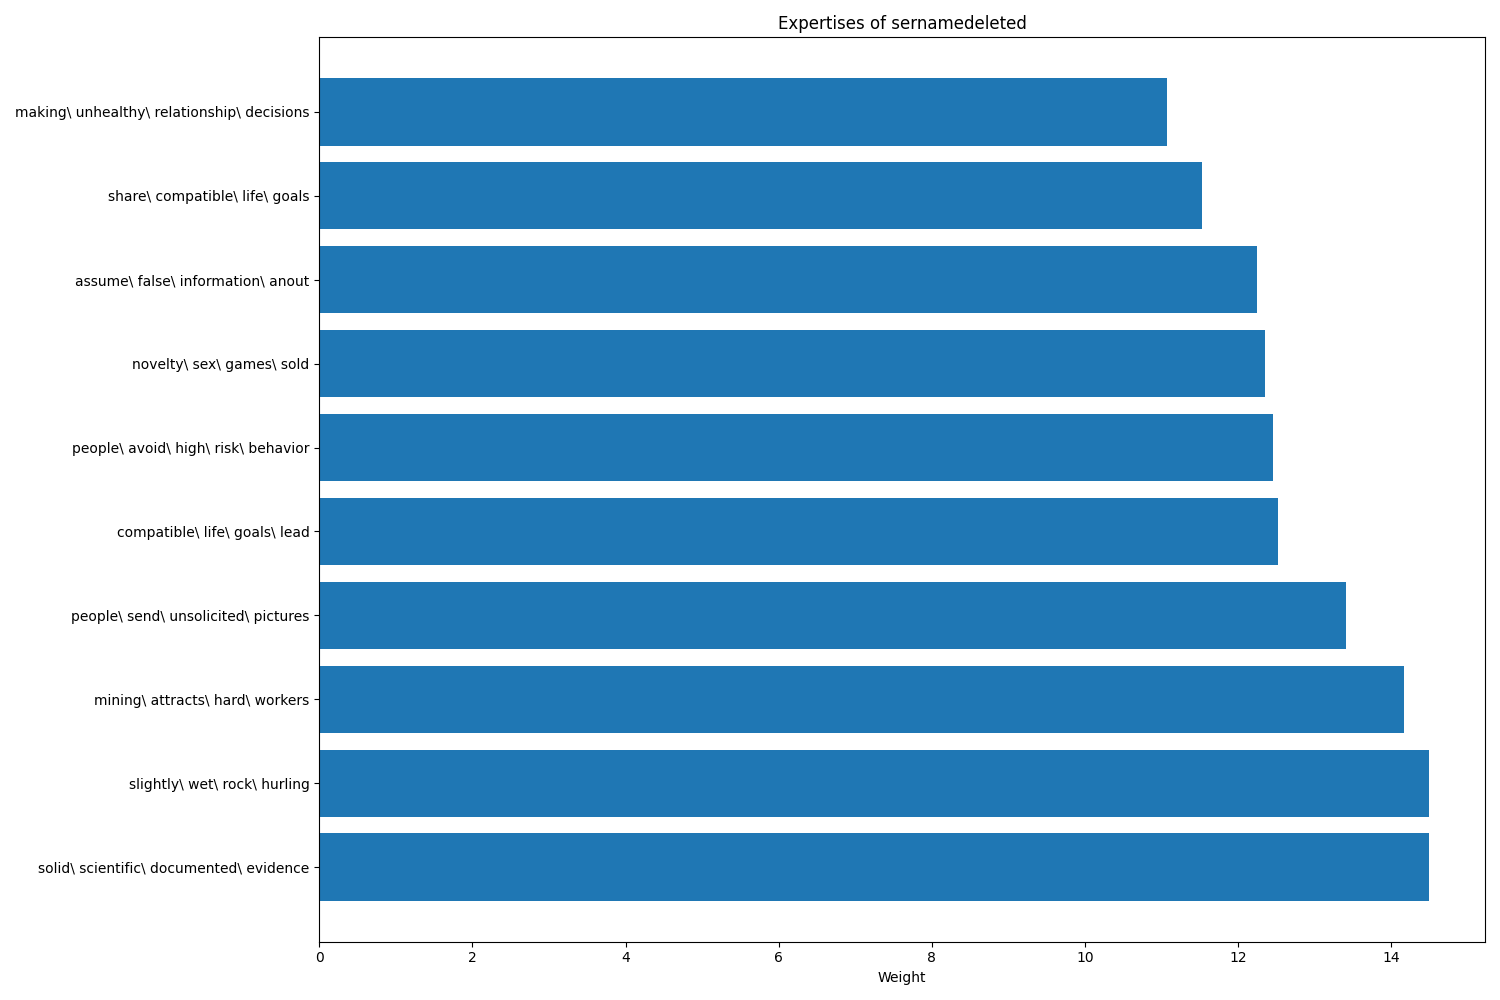 Expertises of sernamedeleted
making\ unhealthy\ relationship\ decisions
share\ compatible\ life\ goals
assume\ false\ information\ anout
novelty\ sex\ games\ sold
people\ avoid\ high\ risk\ behavior
compatible\ life\ goals\ lead
people\ send\ unsolicited\ pictures
mining\ attracts\ hard\ workers
slightly\ wet\ rock\ hurling
solid\ scientific\ documented\ evidence
0 2 4 6 8 10 12 14
Weight